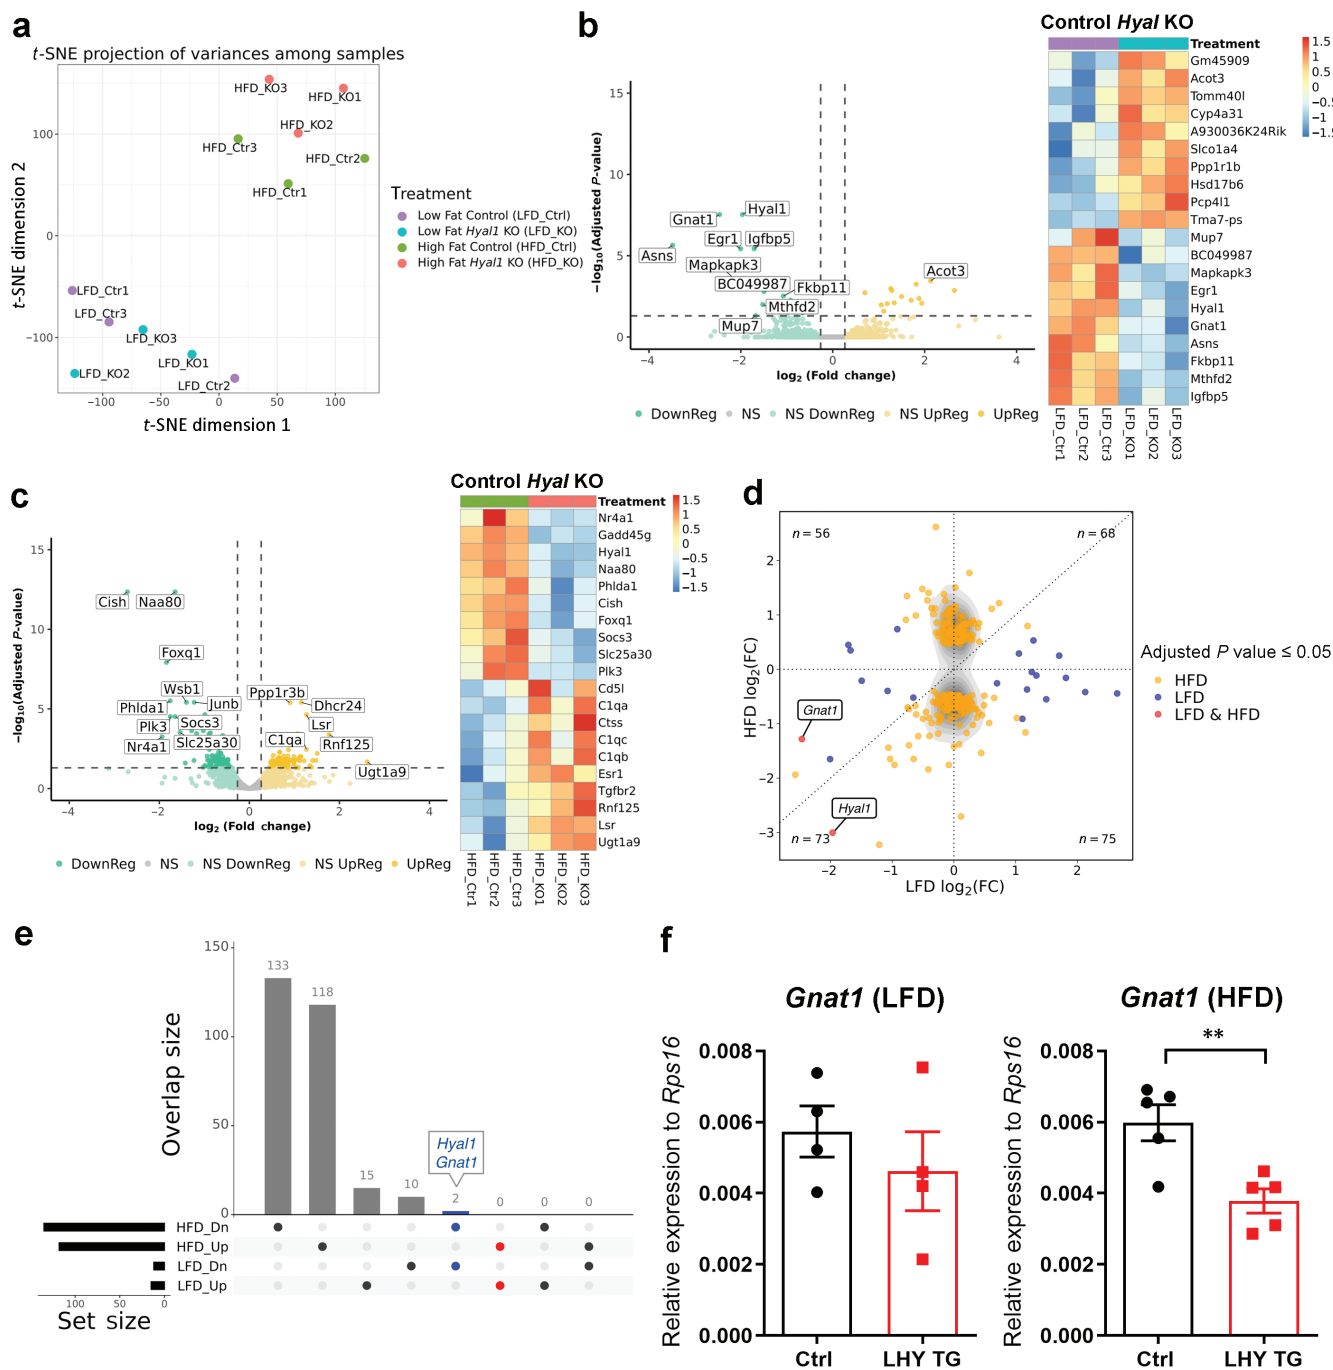 a
t-SNE projection of variances among samples
HFD_KO3
HFD_KO1
HFD_KO2
HFD_Ctr3
HFD_Ctr2
HFD_Ctr1
LFD_Ctr1
LFD_Ctr3
LFD_KO3
LFD_KO1
LFD_KO2
LFD_Ctr2
100
0
−100
−100
−50
0
50
100
t-SNE dimension 2
t-SNE dimension 1
Treatment
Low Fat Control (LFD_Ctrl)
Low Fat Hyal1 KO (LFD_KO)
High Fat Control (HFD_Ctrl)
High Fat Hyal1 KO (HFD_KO)
b
15
10
5
0
−log10(Adjusted P-value)
Gnat1
Hyal1
Egr1
Igfbp5
Asns
Mapkapk3
BC049987
Fkbp11
Mthfd2
Mup7
Acot3
−4
−2
0
2
4
log2 (Fold change)
DownReg
NS
NS DownReg
NS UpReg
UpReg
Control Hyal KO
Treatment
Gm45909
Acot3
Tomm40l
Cyp4a31
A930036K24Rik
Slco1a4
Ppp1r1b
Hsd17b6
Pcp4l1
Tma7-ps
Mup7
BC049987
Mapkapk3
Egr1
Hyal1
Gnat1
Asns
Fkbp11
Mthfd2
Igfbp5
LFD_Ctr1
LFD_Ctr2
LFD_Ctr3
LFD_KO1
LFD_KO2
LFD_KO3
1.5
1
0.5
0
−0.5
−1
−1.5
c
15
10
5
0
−log10(Adjusted P-value)
Cish
Naa80
Foxq1
Wsb1
Phlda1
Junb
Plk3
Socs3
Nr4a1
Slc25a30
Ppp1r3b
Dhcr24
Lsr
C1qa
Rnf125
Ugt1a9
−4
−2
0
2
4
log2 (Fold change)
DownReg
NS
NS DownReg
NS UpReg
UpReg
Control Hyal KO
Treatment
Nr4a1
Gadd45g
Hyal1
Naa80
Phlda1
Cish
Foxq1
Socs3
Slc25a30
Plk3
Cd5l
C1qa
Ctss
C1qc
C1qb
Esr1
Tgfbr2
Rnf125
Lsr
Ugt1a9
HFD_Ctr1
HFD_Ctr2
HFD_Ctr3
HFD_KO1
HFD_KO2
HFD_KO3
1.5
1
0.5
0
−0.5
−1
−1.5
d
n = 56
n = 68
n = 73
n = 75
Gnat1
Hyal1
2
1
0
−1
−2
−3
HFD log2(FC)
−2
−1
0
1
2
LFD log2(FC)
Adjusted P value ≤ 0.05
HFD
LFD
LFD & HFD
e
150
100
50
0
Overlap size
133
118
15
10
2
0
0
0
Hyal1
Gnat1
HFD_Dn
HFD_Up
LFD_Dn
LFD_Up
100
50
0
Set size
f
Gnat1 (LFD)
Relative expression to Rps16
0.008
0.006
0.004
0.002
0.000
Ctrl
LHY TG
Gnat1 (HFD)
Relative expression to Rps16
0.008
0.006
0.004
0.002
0.000
**
Ctrl
LHY TG